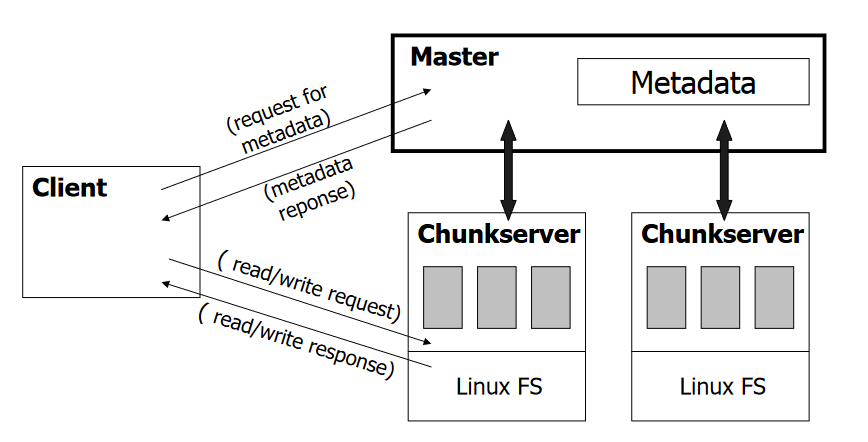 Master
Metadata
(request for
metadata)
(metadata
reponse)
Client
Chunkserver
Chunkserver
( read/write request)
( read/write response)
Linux FS
Linux FS